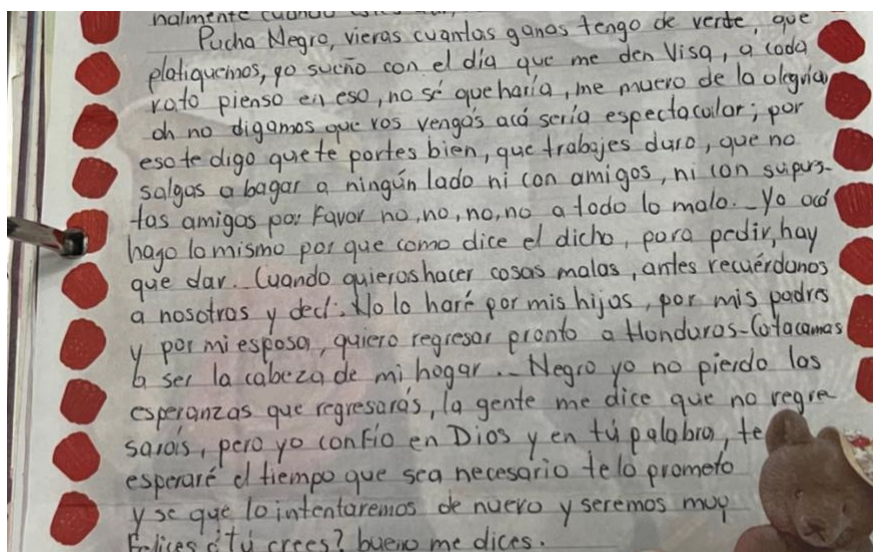 nalmente cuando
Pucha Negro, vieras cuantas ganas tengo de verte, que
platiquemos, yo sueño con el día que me den Visa, a cada
rato pienso en eso, no sé que haría, me muero de la alegría,
oh no digamos que vos vengás acá sería espectacular; por
eso te digo que te portes bien, que trabajes duro, que no
salgas a bagar a ningún lado ni con amigos, ni con supues-
tas amigas por Favor no, no, no, no a todo lo malo._ Yo acá
hago lo mismo por que como dice el dicho, para pedir, hay
que dar. Cuando quieras hacer cosas malas, antes recuérdanos
a nosotros y decí: No lo haré por mis hijas, por mis padres
y por mi esposa, quiero regresar pronto a Honduras-Catacamas
a ser la cabeza de mi hogar._ Negro yo no pierdo las
esperanzas que regresarás, la gente me dice que no regre
sarás, pero yo confío en Dios y en tú palabra, te
esperaré el tiempo que sea necesario te lo prometo
y se que lo intentaremos de nuevo y seremos muy
Felices ¿tú crees? bueno me dices.